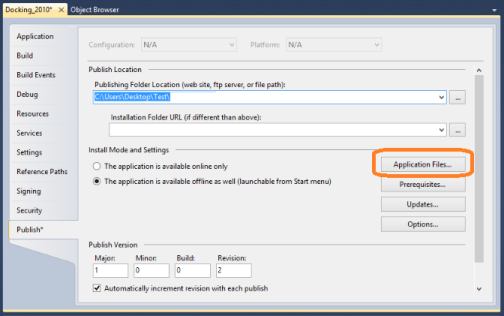 Docking_2010* Object Browser
Application
Build
Build Events
Debug
Resources
Services
Settings
Reference Paths
Signing
Security
Publish*
Configuration: N/A Platform: N/A
Publish Location
Publishing Folder Location (web site, ftp server, or file path):
C:\Users\Desktop\Test\
...
Installation Folder URL (if different than above):
...
Install Mode and Settings
The application is available online only
The application is available offline as well (launchable from Start menu)
Application Files...
Prerequisites...
Updates...
Options...
Publish Version
Major: Minor: Build: Revision:
1 0 0 2
Automatically increment revision with each publish